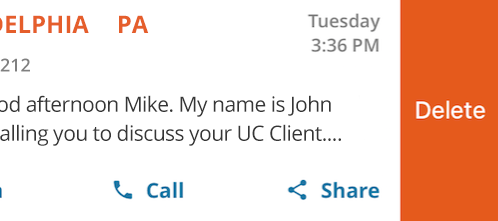 DELPHIA PA
Tuesday
3:36 PM
212
od afternoon Mike. My name is John
alling you to discuss your UC Client....
Delete
Call
Share